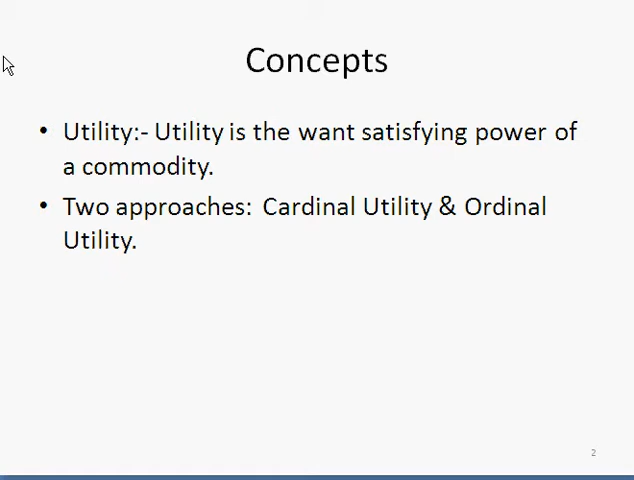 Concepts
• Utility:- Utility is the want satisfying power of
a commodity.
• Two approaches: Cardinal Utility & Ordinal
Utility.
2